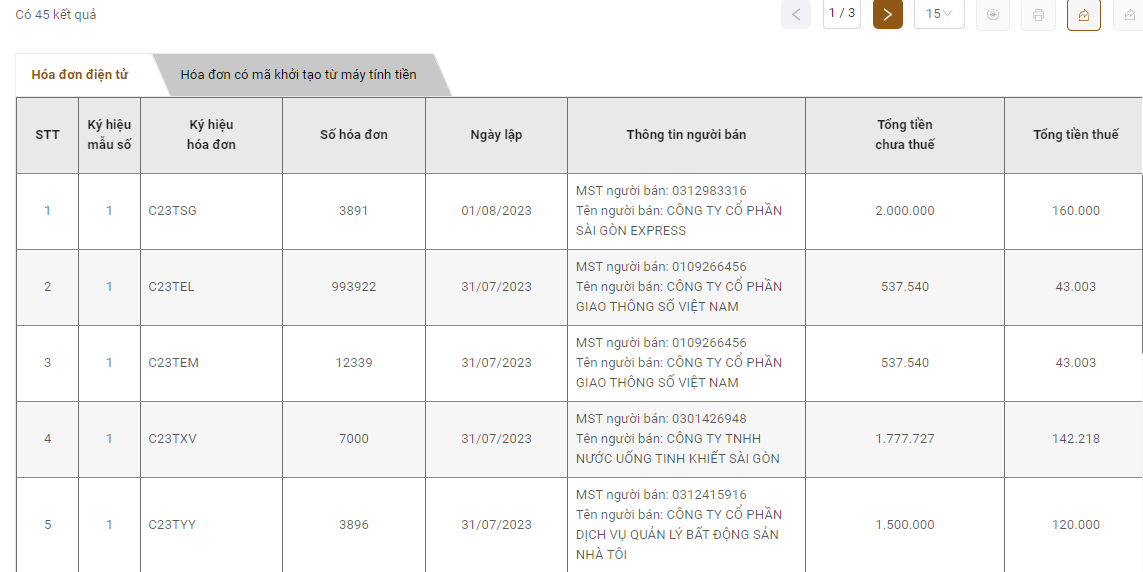 Có 45 kết quả
1 / 3
15
Hóa đơn điện tử
Hóa đơn có mã khởi tạo từ máy tính tiền
STT
Ký hiệu
mẫu số
Ký hiệu
hóa đơn
Số hóa đơn
Ngày lập
Thông tin người bán
Tổng tiền
chưa thuế
Tổng tiền thuế
1
1
C23TSG
3891
01/08/2023
MST người bán: 0312983316
Tên người bán: CÔNG TY CỔ PHẦN
SÀI GÒN EXPRESS
2.000.000
160.000
2
1
C23TEL
993922
31/07/2023
MST người bán: 0109266456
Tên người bán: CÔNG TY CỔ PHẦN
GIAO THÔNG SỐ VIỆT NAM
537.540
43.003
3
1
C23TEM
12339
31/07/2023
MST người bán: 0109266456
Tên người bán: CÔNG TY CỔ PHẦN
GIAO THÔNG SỐ VIỆT NAM
537.540
43.003
4
1
C23TXV
7000
31/07/2023
MST người bán: 0301426948
Tên người bán: CÔNG TY TNHH
NƯỚC UỐNG TINH KHIẾT SÀI GÒN
1.777.727
142.218
5
1
C23TYY
3896
31/07/2023
MST người bán: 0312415916
Tên người bán: CÔNG TY CỔ PHẦN
DỊCH VỤ QUẢN LÝ BẤT ĐỘNG SẢN
NHÀ TÔI
1.500.000
120.000